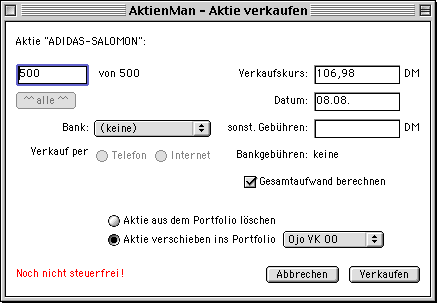 AktienMan - Aktie verkaufen
Aktie "ADIDAS-SALOMON":
500 von 500 Verkaufskurs: 106,98 DM
^^ alle ^^ Datum: 08.08.
Bank: (keine) sonst. Gebühren: DM
Verkauf per Telefon Internet Bankgebühren: keine
Gesamtaufwand berechnen
Aktie aus dem Portfolio löschen
Aktie verschieben ins Portfolio Ojo VK 00
Noch nicht steuerfrei! Abbrechen Verkaufen